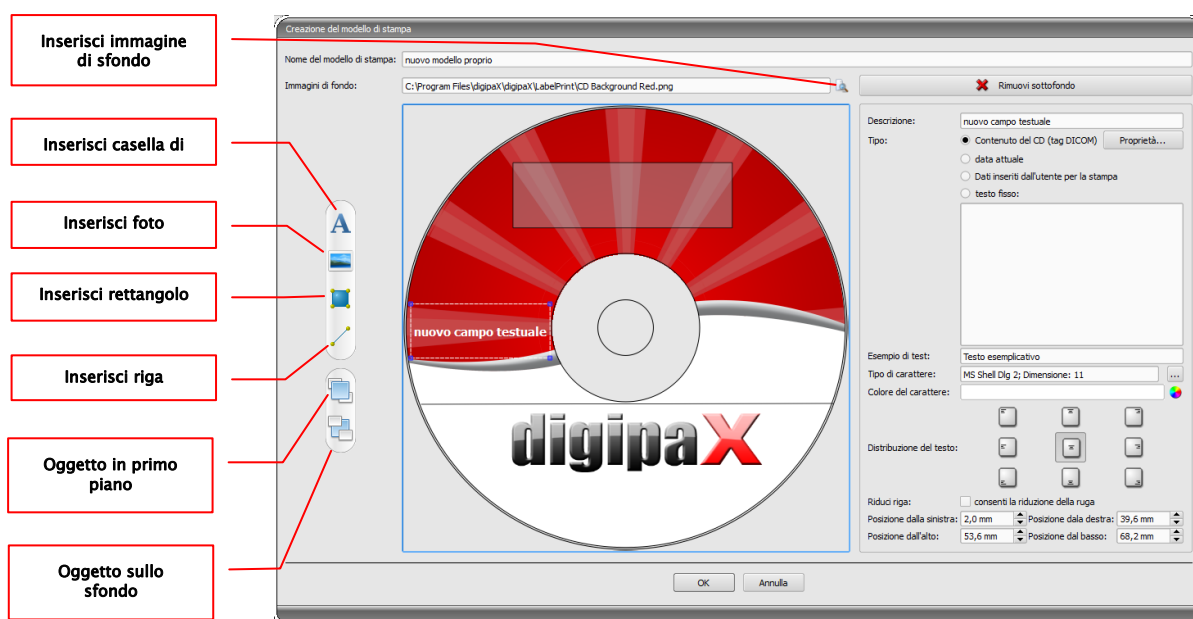 Inserisci immagine
di sfondo
Inserisci casella di
Inserisci foto
Inserisci rettangolo
Inserisci riga
Oggetto in primo
piano
Oggetto sullo
sfondo
Creazione del modello di stampa
Nome del modello di stampa: nuovo modello proprio
Immagini di fondo: C:\Program Files\digipaX\digipaX\LabelPrint\CD Background Red.png
Rimuovi sottofondo
A
nuovo campo testuale
digipaX
Descrizione: nuovo campo testuale
Tipo: Contenuto del CD (tag DICOM) Proprietà...
data attuale
Dati inseriti dall'utente per la stampa
testo fisso:
Esempio di test: Testo esemplicativo
Tipo di carattere: MS Shell Dlg 2; Dimensione: 11 ...
Colore del carattere:
Distribuzione del testo:
Riduci riga: consenti la riduzione della ruga
Posizione dalla sinistra: 2,0 mm Posizione dala destra: 39,6 mm
Posizione dall'alto: 53,6 mm Posizione dal basso: 68,2 mm
OK Annulla